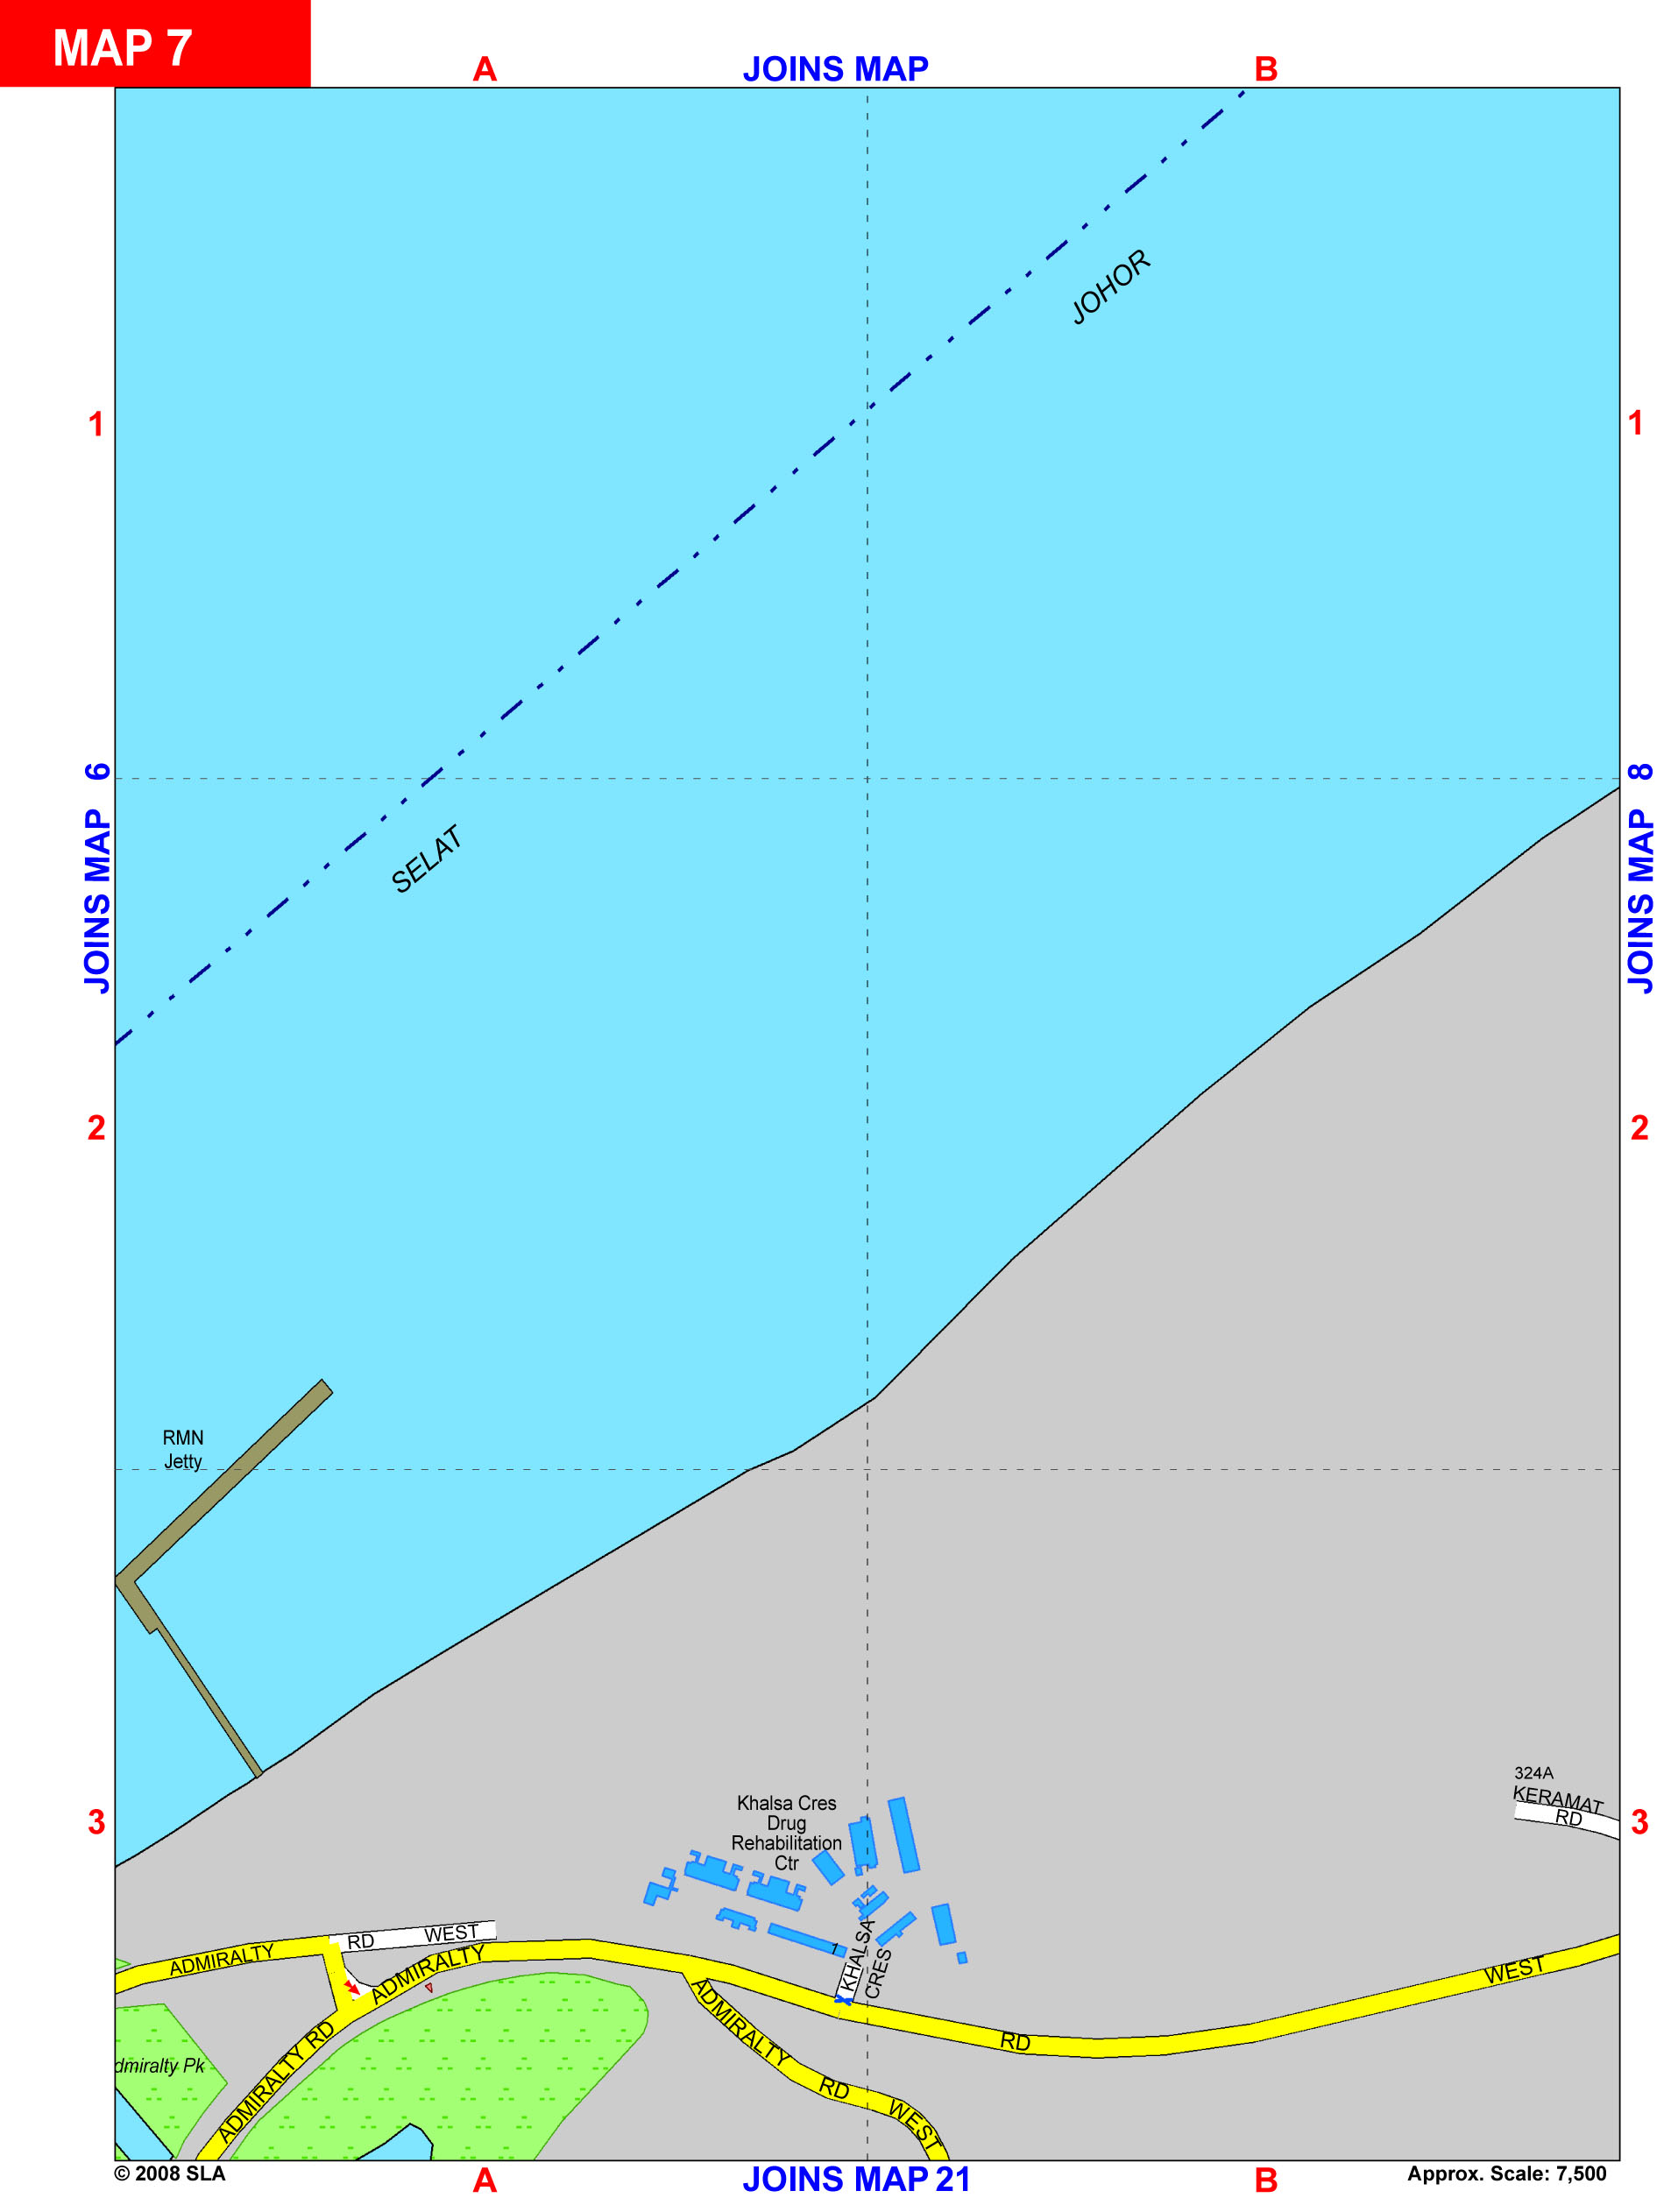 MAP 7
A
JOINS MAP
B
JOHOR
1
1
JOINS MAP 6
JOINS MAP 8
SELAT
2
2
RMN
Jetty
324A
KERAMAT
RD
3
3
Khalsa Cres
Drug
Rehabilitation
Ctr
1
KHALSA
CRES
ADMIRALTY
RD WEST
ADMIRALTY
RD
WEST
ADMIRALTY RD
ADMIRALTY
RD
WEST
dmiralty Pk
© 2008 SLA
A
JOINS MAP 21
B
Approx. Scale: 7,500